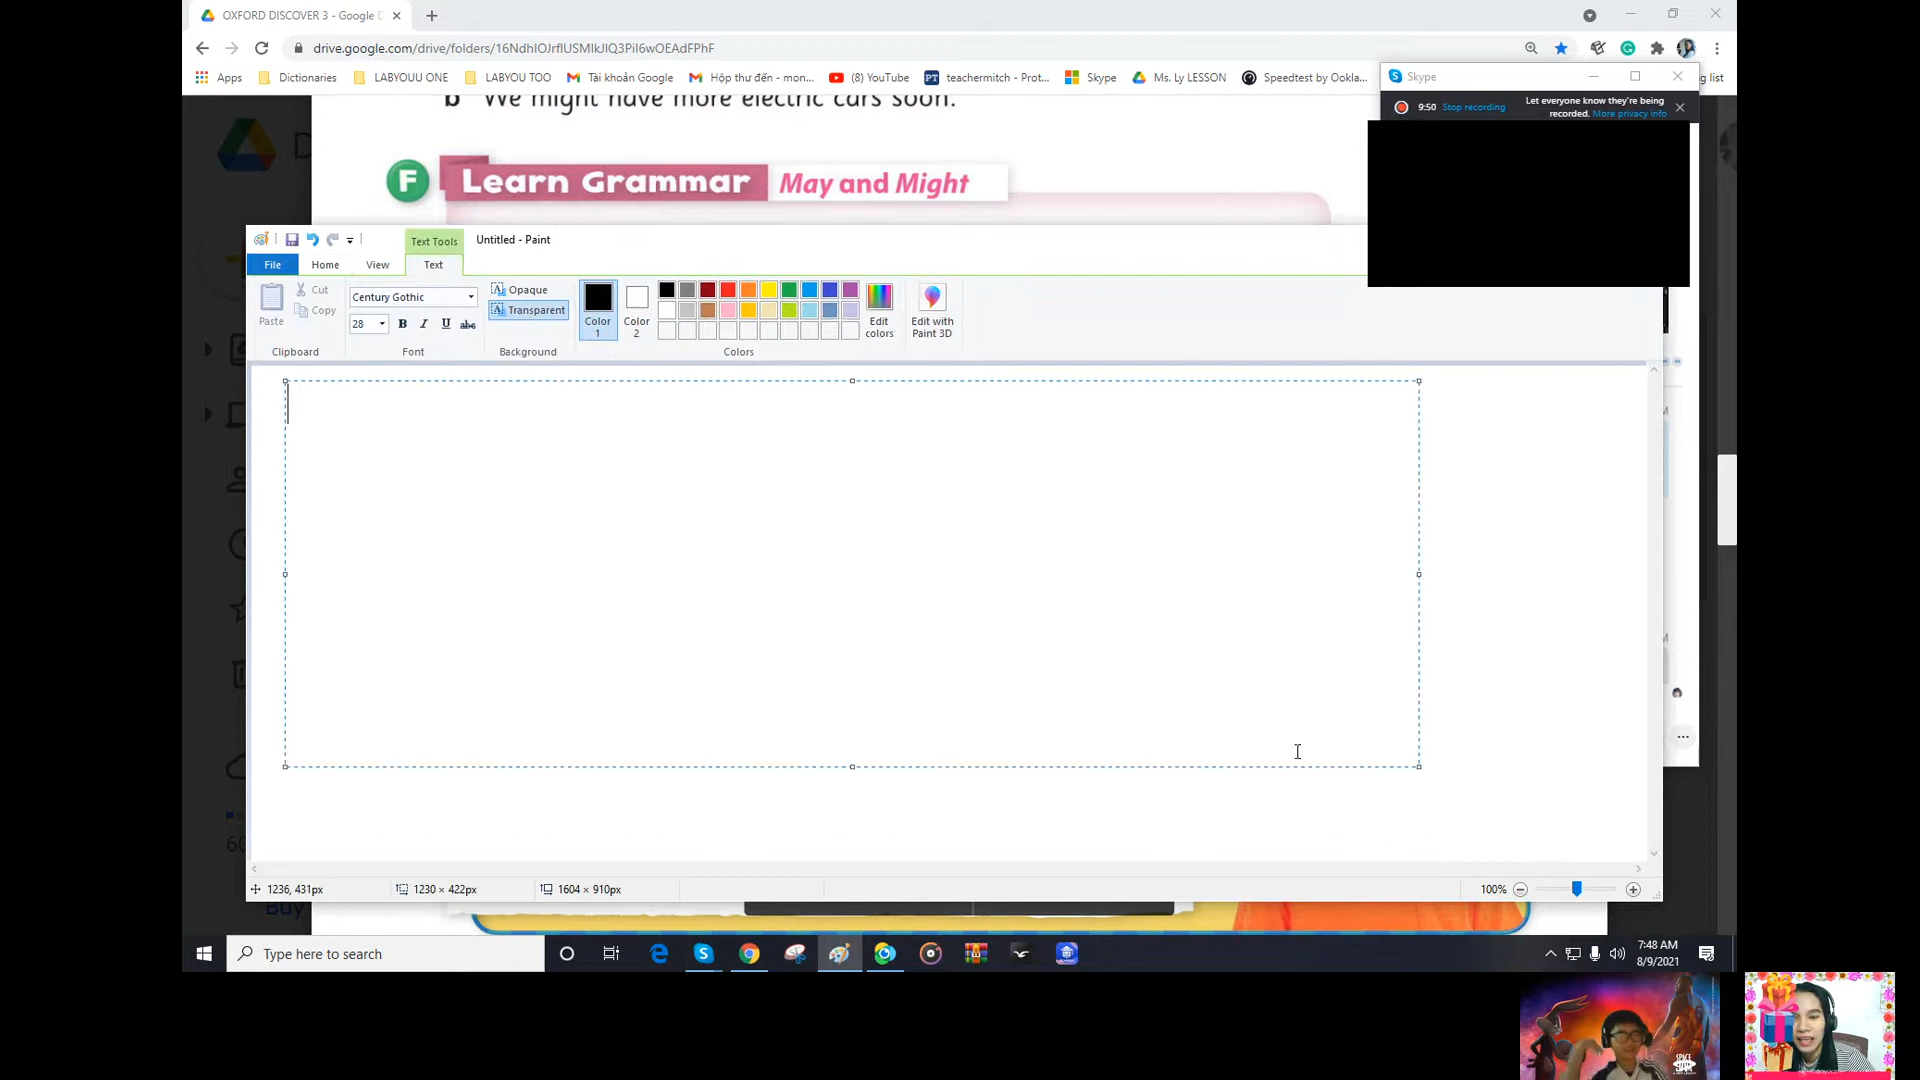 OXFORD DISCOVER 3 - Google D
drive.google.com/drive/folders/16NdhIOJrflUSMIkJIQ3PiI6wOEAdFPhF
Apps
Dictionaries
LABYOUU ONE
LABYOU TOO
Tài khoản Google
Hộp thư đến - mon...
(8) YouTube
teachermitch - Prot...
Skype
Ms. Ly LESSON
Speedtest by Ookla...
g list
Skype
9:50 Stop recording
Let everyone know they're being
recorded. More privacy info
b We might have more electric cars soon.
F Learn Grammar May and Might
Text Tools
Untitled - Paint
File Home View Text
Paste
Cut
Copy
Clipboard
Century Gothic
28
Font
Opaque
Transparent
Background
Color
1
Color
2
Colors
Edit
colors
Edit with
Paint 3D
1236, 431px
1230 × 422px
1604 × 910px
100%
Buy
Type here to search
7:48 AM
8/9/2021
SPACE
JAM